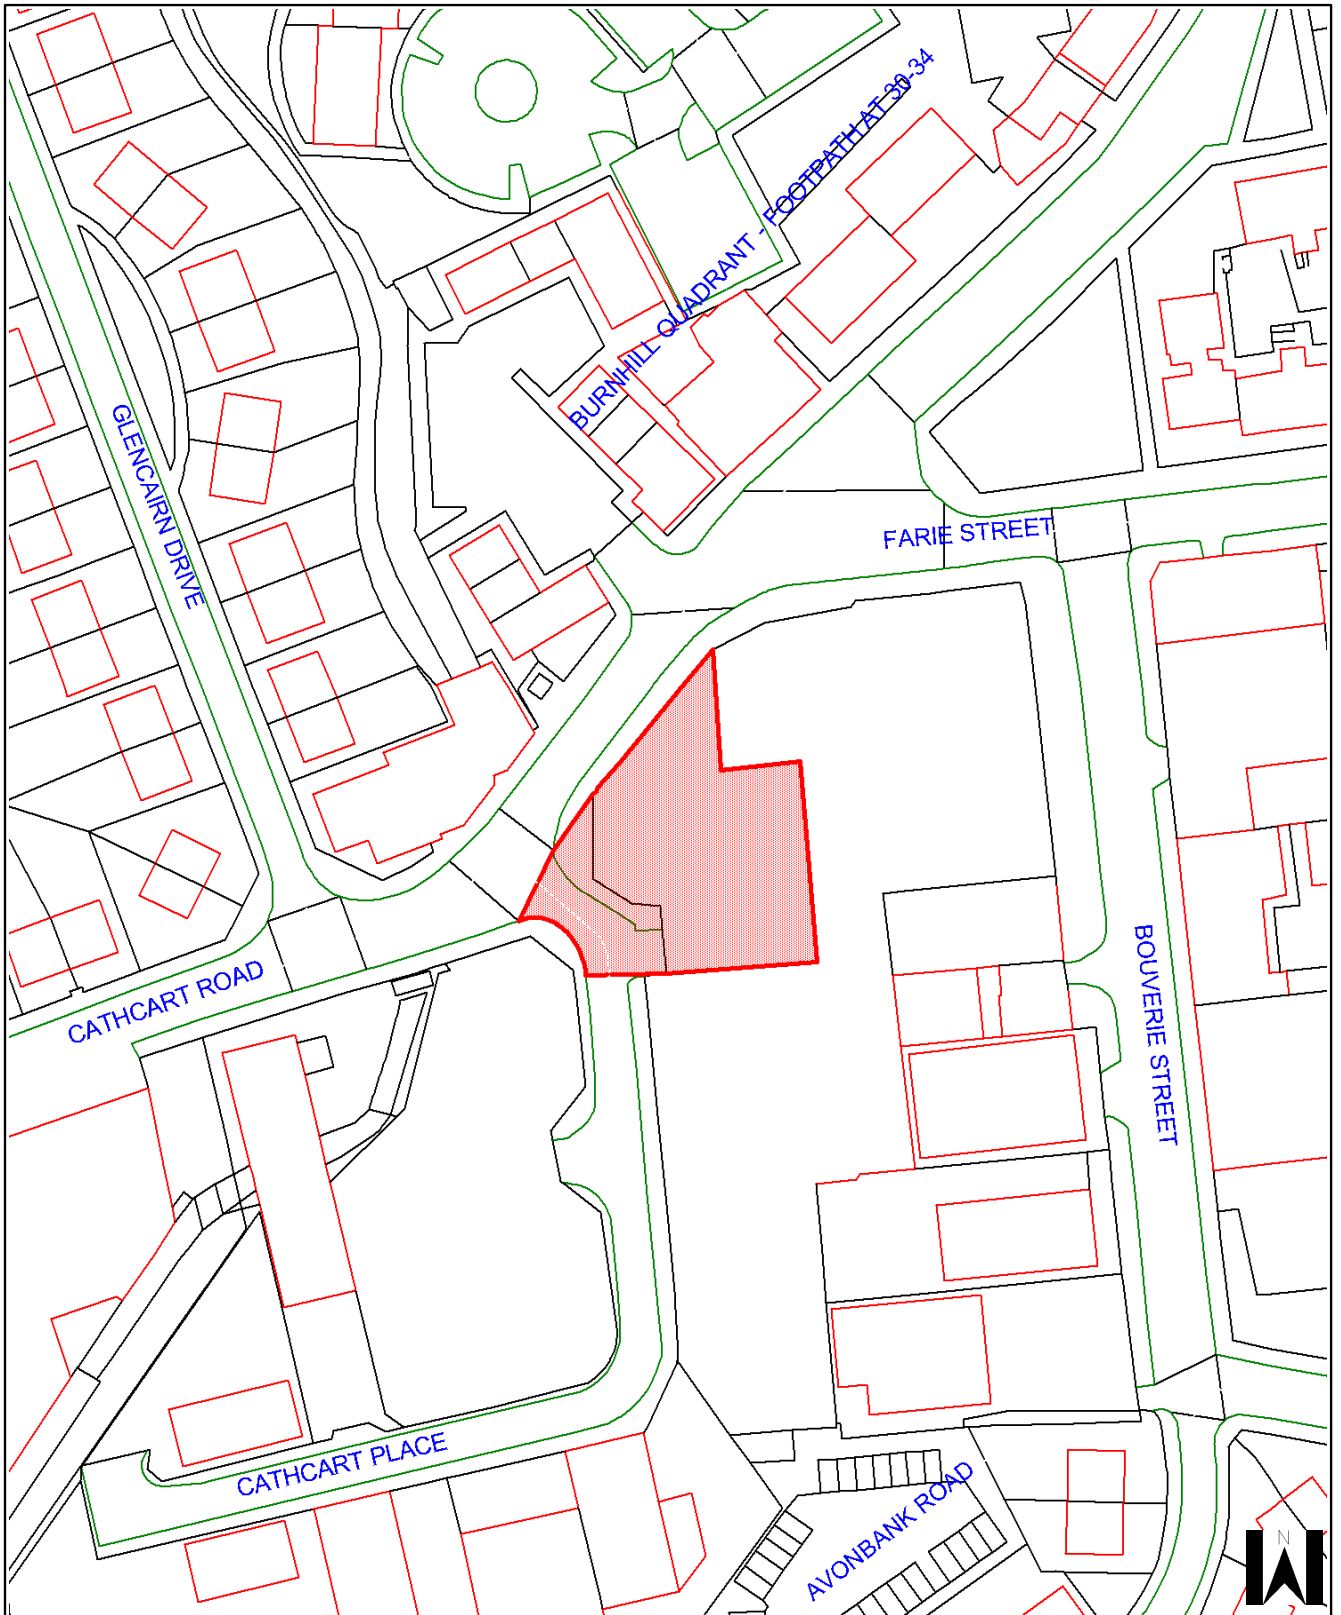 BURNHILL QUADRANT - FOOTPATH AT 30-34
GLENCAIRN DRIVE
FARIE STREET
CATHCART ROAD
BOUVERIE STREET
CATHCART PLACE
AVONBANK ROAD
N